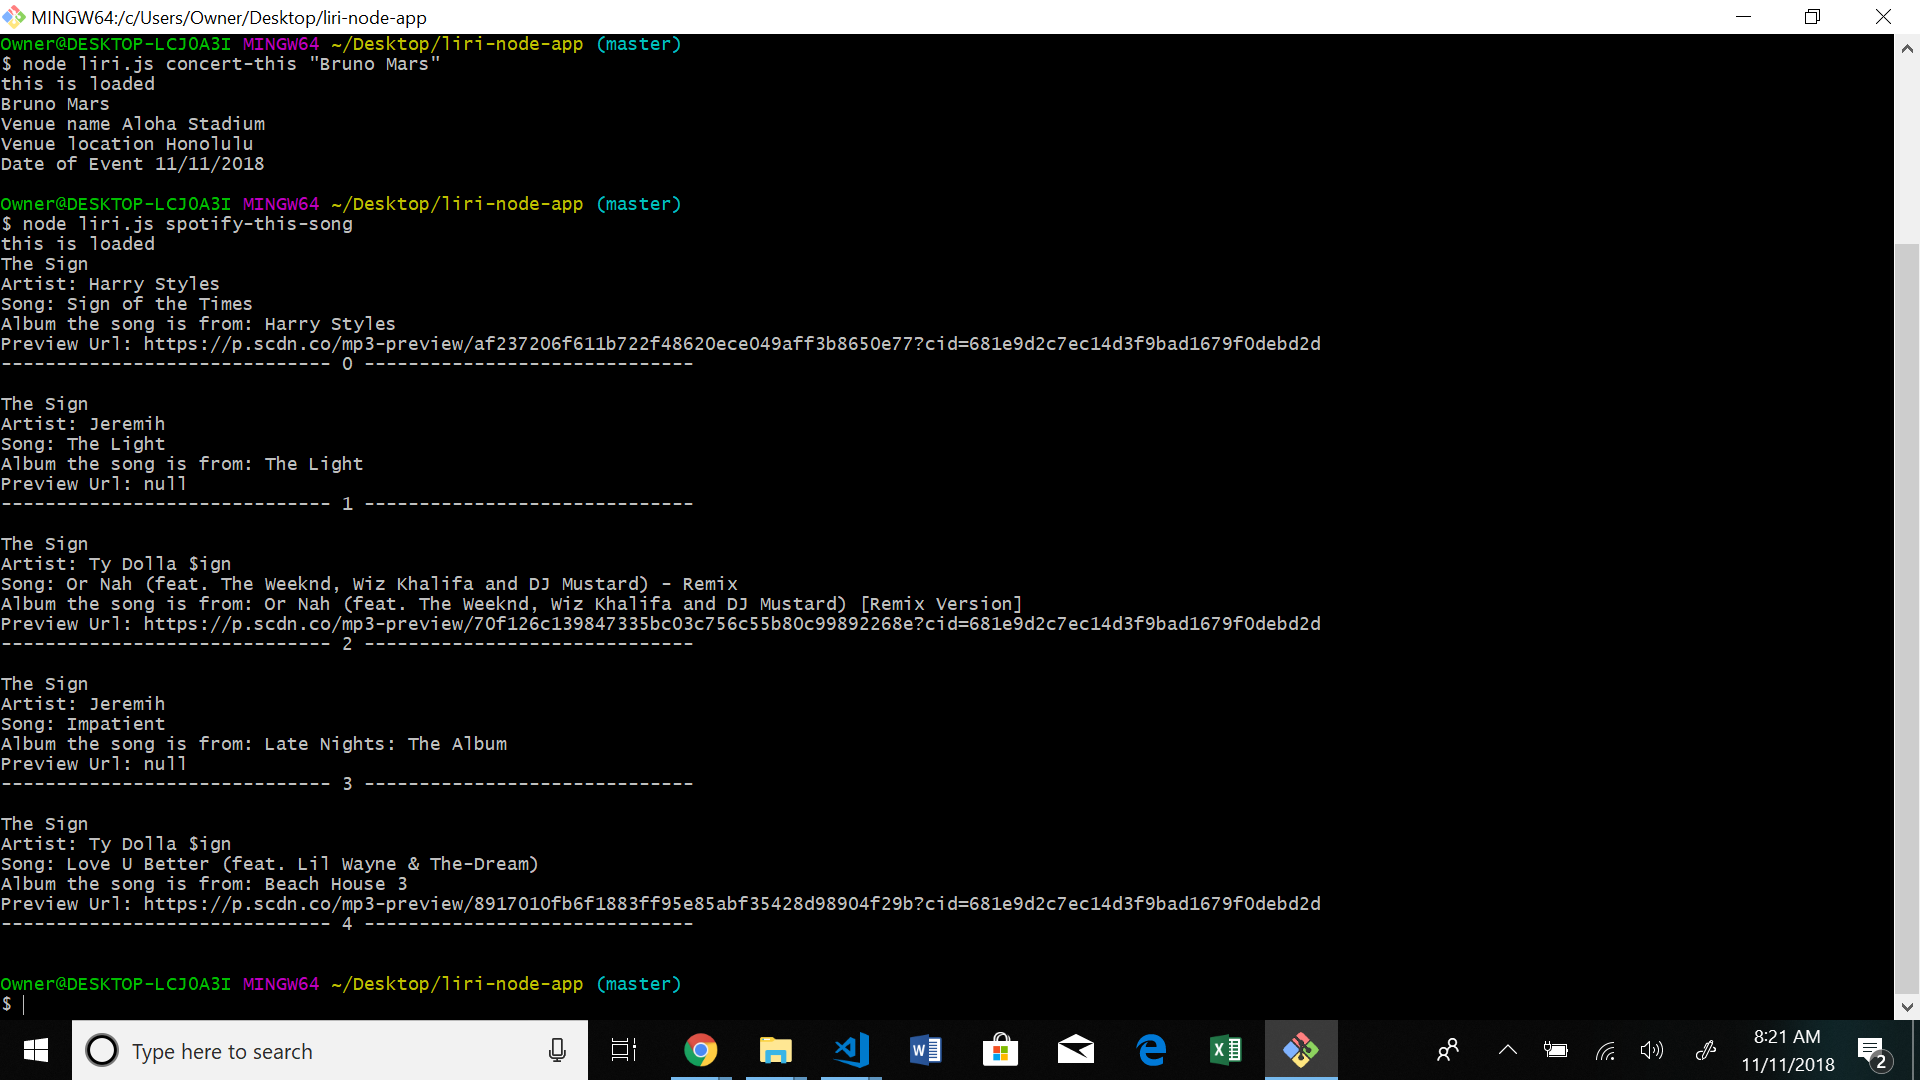 MINGW64:/c/Users/Owner/Desktop/liri-node-app
Owner@DESKTOP-LCJOA3I MINGW64 ~/Desktop/liri-node-app (master)
$ node liri.js concert-this "Bruno Mars"
this is loaded
Bruno Mars
Venue name Aloha Stadium
Venue location Honolulu
Date of Event 11/11/2018
Owner@DESKTOP-LCJOA3I MINGW64 ~/Desktop/liri-node-app (master)
$ node liri.js spotify-this-song
this is loaded
The Sign
Artist: Harry Styles
Song: Sign of the Times
Album the song is from: Harry Styles
Preview Url: https://p.scdn.co/mp3-preview/af237206f611b722f48620ece049aff3b8650e77?cid=681e9d2c7ec14d3f9bad1679f0debd2d
------------------------------ 0 ------------------------------
The Sign
Artist: Jeremih
Song: The Light
Album the song is from: The Light
Preview Url: null
------------------------------ 1 ------------------------------
The Sign
Artist: Ty Dolla $ign
Song: Or Nah (feat. The Weeknd, Wiz Khalifa and DJ Mustard) - Remix
Album the song is from: Or Nah (feat. The Weeknd, Wiz Khalifa and DJ Mustard) [Remix Version]
Preview Url: https://p.scdn.co/mp3-preview/70f126c139847335bc03c756c55b80c99892268e?cid=681e9d2c7ec14d3f9bad1679f0debd2d
------------------------------ 2 ------------------------------
The Sign
Artist: Jeremih
Song: Impatient
Album the song is from: Late Nights: The Album
Preview Url: null
------------------------------ 3 ------------------------------
The Sign
Artist: Ty Dolla $ign
Song: Love U Better (feat. Lil Wayne & The-Dream)
Album the song is from: Beach House 3
Preview Url: https://p.scdn.co/mp3-preview/8917010fb6f1883ff95e85abf35428d98904f29b?cid=681e9d2c7ec14d3f9bad1679f0debd2d
------------------------------ 4 ------------------------------
Owner@DESKTOP-LCJOA3I MINGW64 ~/Desktop/liri-node-app (master)
$
Type here to search
8:21 AM
11/11/2018
2